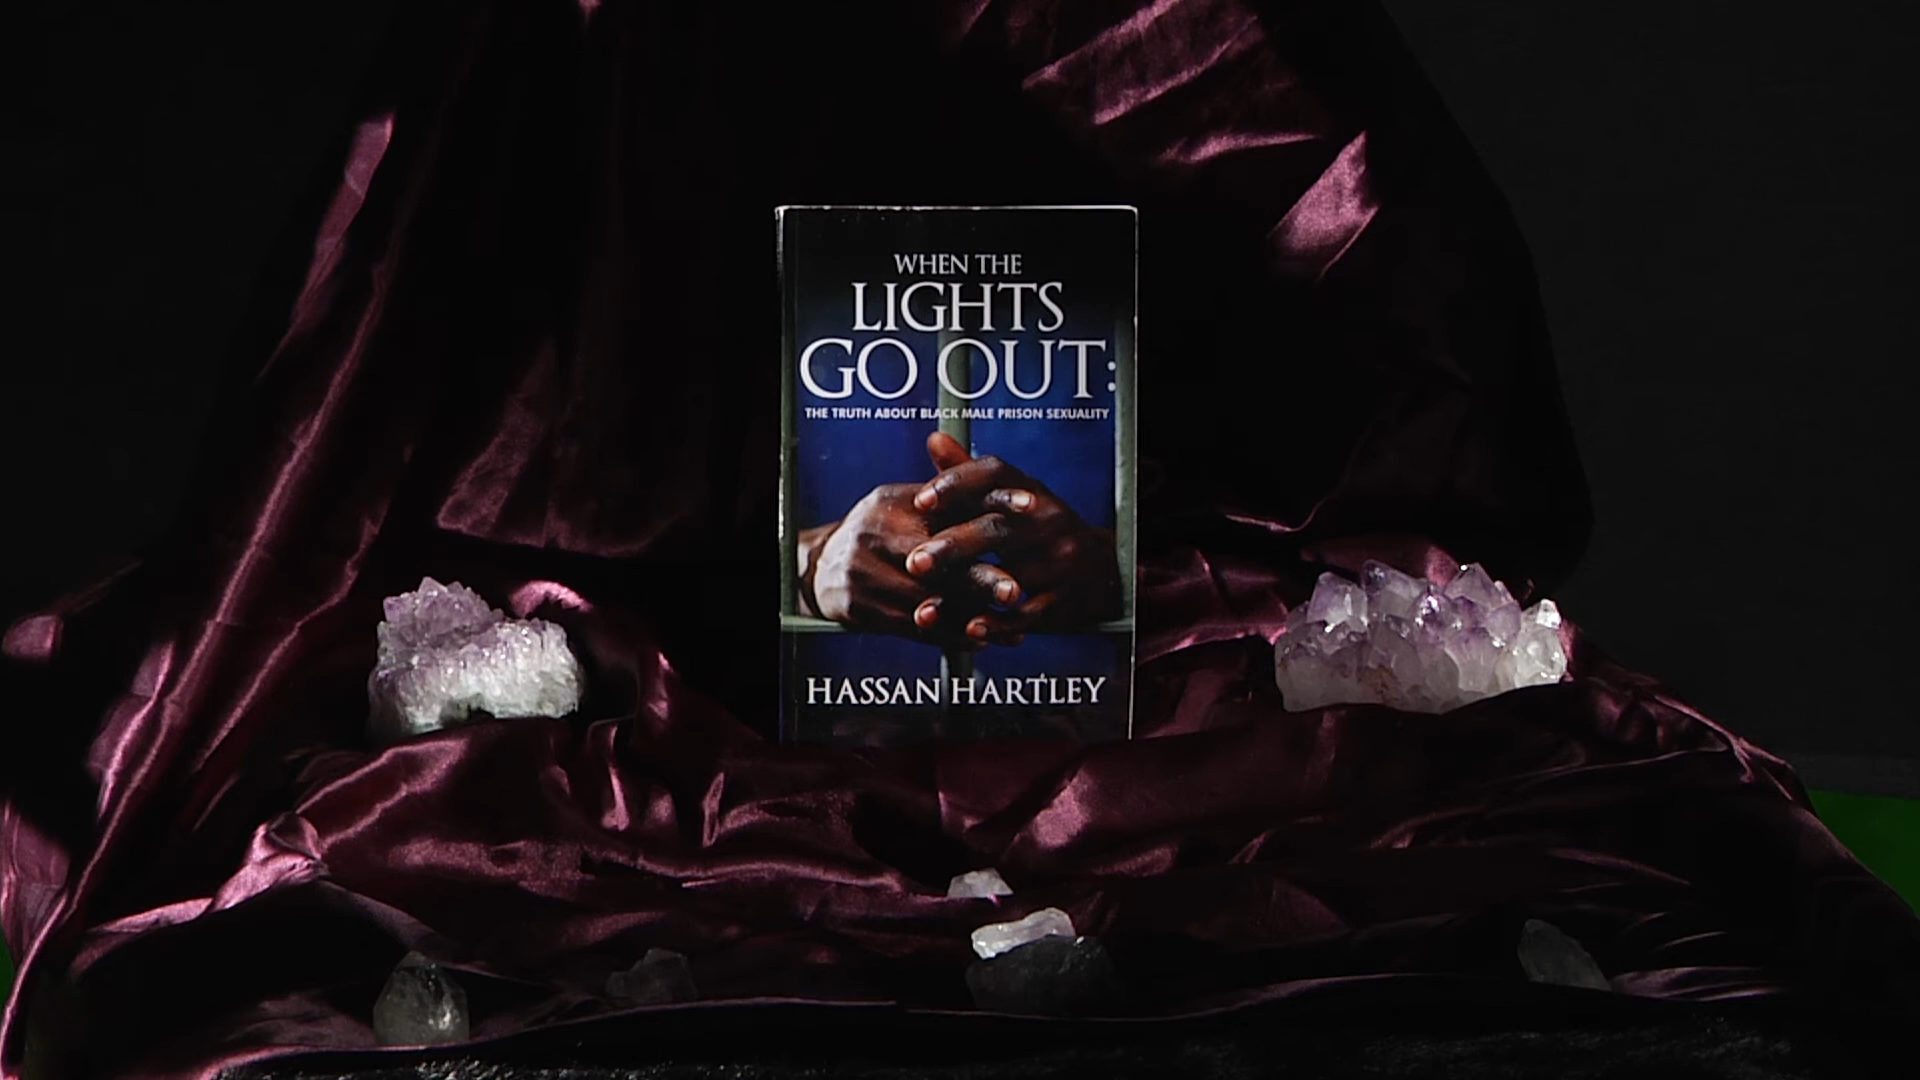 WHEN THE
LIGHTS
GO OUT:
THE TRUTH ABOUT BLACK MALE PRISON SEXUALITY
HASSAN HARTLEY